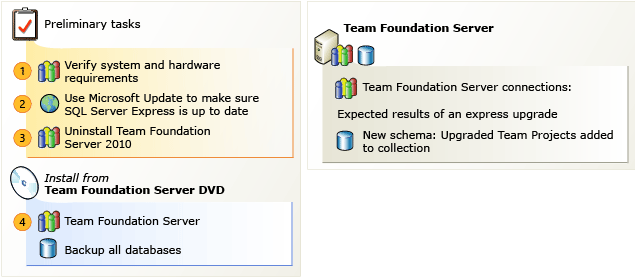 Preliminary tasks
1 Verify system and hardware
requirements
2 Use Microsoft Update to make sure
SQL Server Express is up to date
3 Uninstall Team Foundation
Server 2010
Install from
Team Foundation Server DVD
4 Team Foundation Server
Backup all databases
Team Foundation Server
Team Foundation Server connections:
Expected results of an express upgrade
New schema: Upgraded Team Projects added
to collection